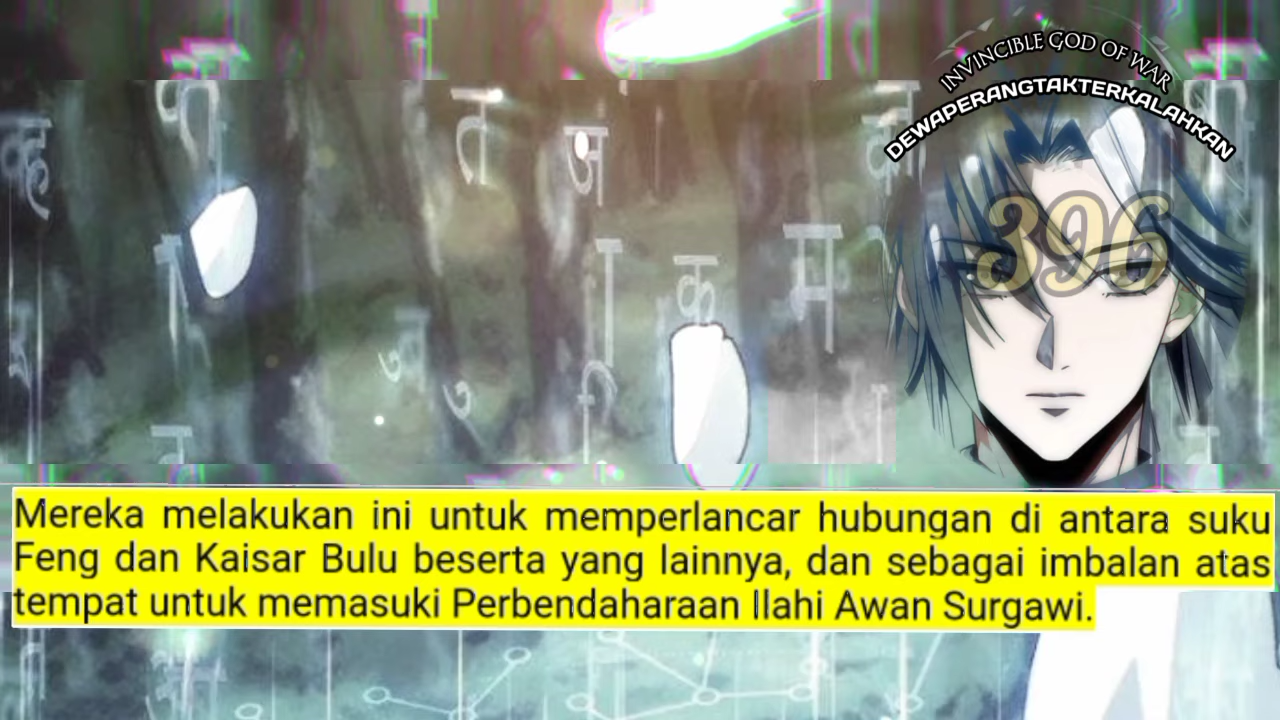 INVINCIBLE GOD OF WAR
DEWAPERANGTAKTERKALAHKAN
396
त
ज
क
म
Mereka melakukan ini untuk memperlancar hubungan di antara suku
Feng dan Kaisar Bulu beserta yang lainnya, dan sebagai imbalan atas
tempat untuk memasuki Perbendaharaan Ilahi Awan Surgawi.